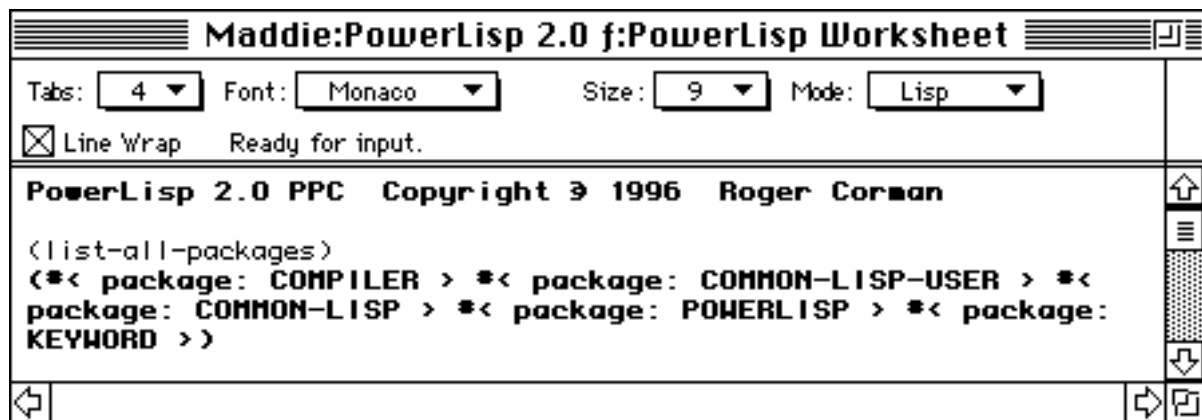 Maddie:PowerLisp 2.0 ƒ:PowerLisp Worksheet
Tabs: 4 Font: Monaco Size: 9 Mode: Lisp
Line Wrap Ready for input.
PowerLisp 2.0 PPC Copyright © 1996 Roger Corman
(list-all-packages)
(#< package: COMPILER > #< package: COMMON-LISP-USER > #<
package: COMMON-LISP > #< package: POWERLISP > #< package:
KEYWORD >)